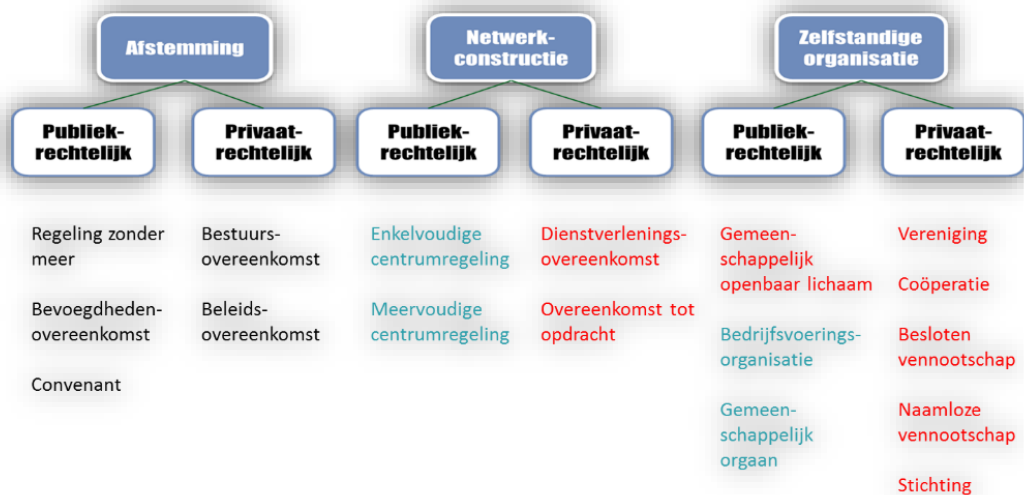 Afstemming
Netwerk-
constructie
Zelfstandige
organisatie
Publiek-
rechtelijk
Privaat-
rechtelijk
Publiek-
rechtelijk
Privaat-
rechtelijk
Publiek-
rechtelijk
Privaat-
rechtelijk
Regeling zonder
meer
Bevoegdheden-
overeenkomst
Convenant
Bestuurs-
overeenkomst
Beleids-
overeenkomst
Enkelvoudige
centrumregeling
Meervoudige
centrumregeling
Dienstverlenings-
overeenkomst
Overeenkomst tot
opdracht
Gemeen-
schappelijk
openbaar lichaam
Bedrijfsvoerings-
organisatie
Gemeen-
schappelijk
orgaan
Vereniging
Coöperatie
Besloten
vennootschap
Naamloze
vennootschap
Stichting